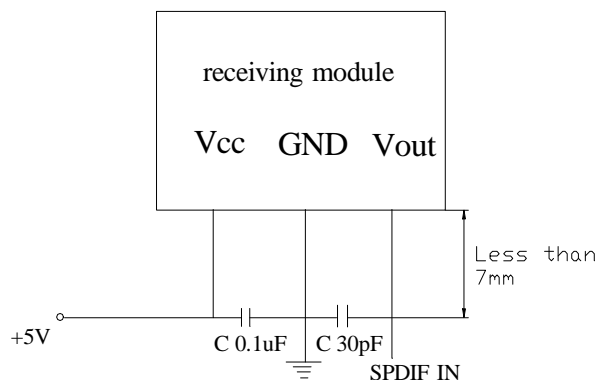 receiving module
Vcc GND Vout
Less than
7mm
+5V
C 0.1uF C 30pF
SPDIF IN